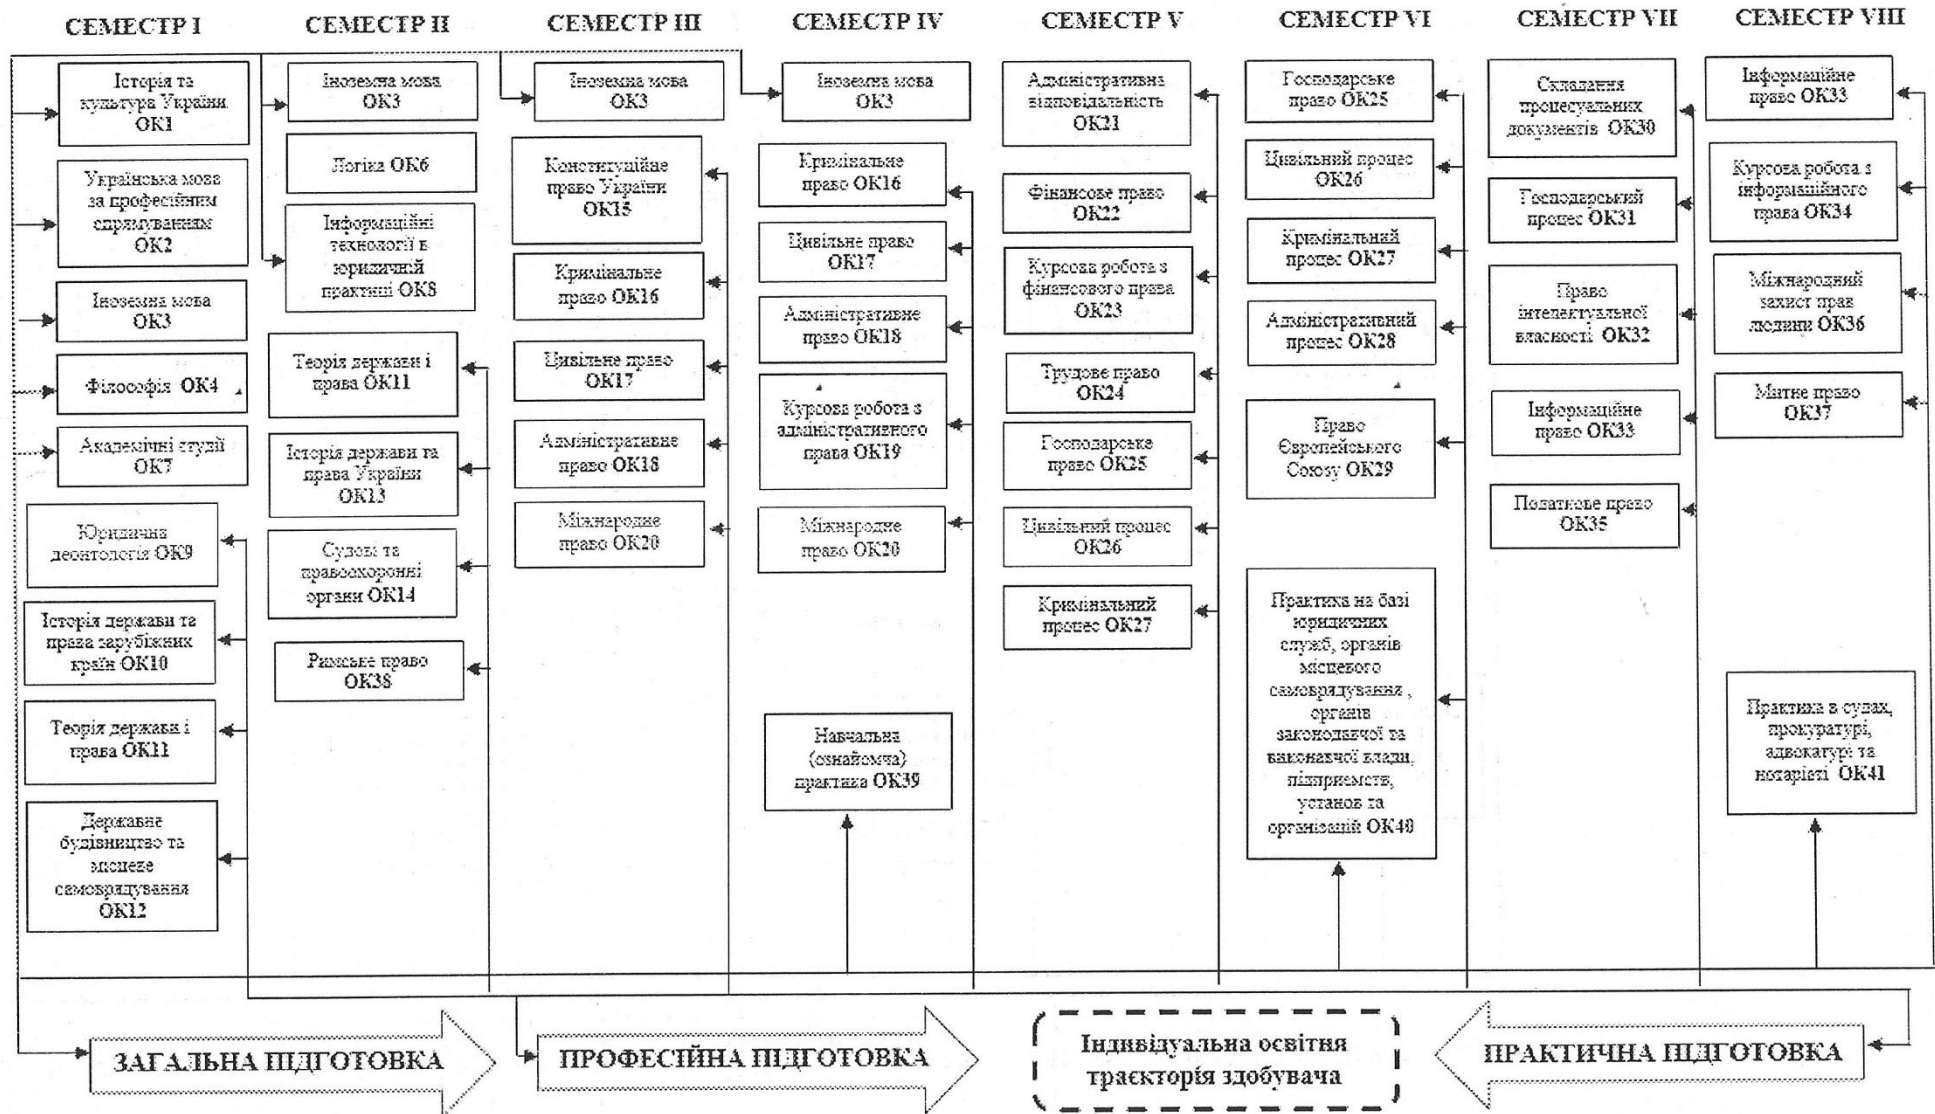 СЕМЕСТР I
Історія та
культура України
ОК1
Українська мова
за професійним
спрямуванням
ОК2
Іноземна мова
ОК3
Філософія ОК4
Академічні студії
ОК7
Юридична
деонтологія ОК9
Історія держави та
права зарубіжних
країн ОК10
Теорія держави і
права ОК11
Державне
будівництво та
місцеве
самоврядування
ОК12
СЕМЕСТР II
Іноземна мова
ОК3
Логіка ОК6
Інформаційні
технології в
юридичній
практиці ОК8
Теорія держави і
права ОК11
Історія держави та
права України
ОК13
Судові та
правоохоронні
органи ОК14
Римське право
ОК38
СЕМЕСТР III
Іноземна мова
ОК3
Конституційне
право України
ОК15
Кримінальне
право ОК16
Цивільне право
ОК17
Адміністративне
право ОК18
Міжнародне
право ОК20
СЕМЕСТР IV
Іноземна мова
ОК3
Кримінальне
право ОК16
Цивільне право
ОК17
Адміністративне
право ОК18
Курсова робота з
адміністративного
права ОК19
Міжнародне
право ОК20
Навчальна
(ознайомча)
практика ОК39
СЕМЕСТР V
Адміністративна
відповідальність
ОК21
Фінансове право
ОК22
Курсова робота з
фінансового права
ОК23
Трудове право
ОК24
Господарське
право ОК25
Цивільний процес
ОК26
Кримінальний
процес ОК27
СЕМЕСТР VI
Господарське
право ОК25
Цивільний процес
ОК26
Кримінальний
процес ОК27
Адміністративний
процес ОК28
Право
Європейського
Союзу ОК29
Практика на базі
юридичних
служб, органів
місцевого
самоврядування ,
органів
законодавчої та
виконавчої влади,
підприємств,
установ та
організацій ОК40
СЕМЕСТР VII
Складання
процесуальних
документів ОК30
Господарський
процес ОК31
Право
інтелектуальної
власності ОК32
Інформаційне
право ОК33
Податкове право
ОК35
СЕМЕСТР VIII
Інформаційне
право ОК33
Курсова робота з
інформаційного
права ОК34
Міжнародний
захист прав
людини ОК36
Митне право
ОК37
Практика в судах,
прокуратурі,
адвокатурі та
нотаріаті ОК41
ЗАГАЛЬНА ПІДГОТОВКА
ПРОФЕСІЙНА ПІДГОТОВКА
Індивідуальна освітня
траєкторія здобувача
ПРАКТИЧНА ПІДГОТОВКА